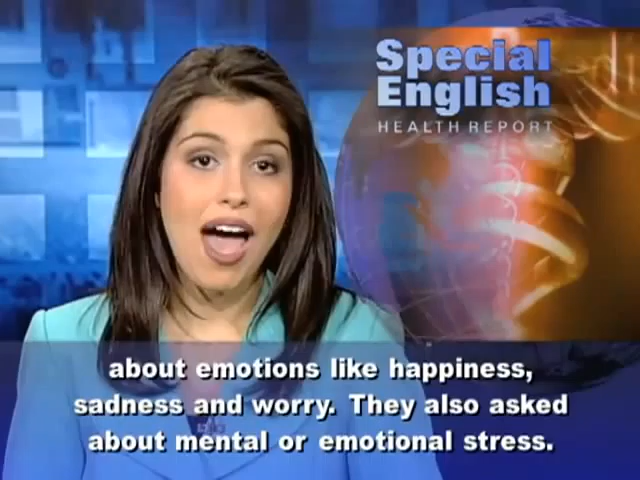 Special
English
HEALTH REPORT
about emotions like happiness,
sadness and worry. They also asked
about mental or emotional stress.